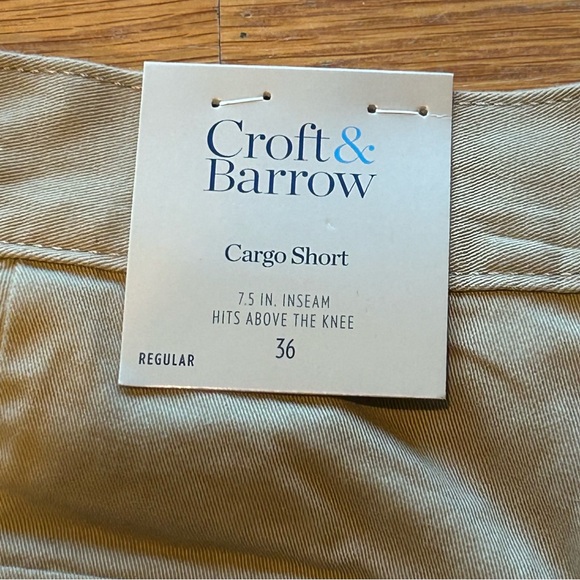 Croft&
Barrow
Cargo Short
7.5 IN. INSEAM
HITS ABOVE THE KNEE
36
REGULAR